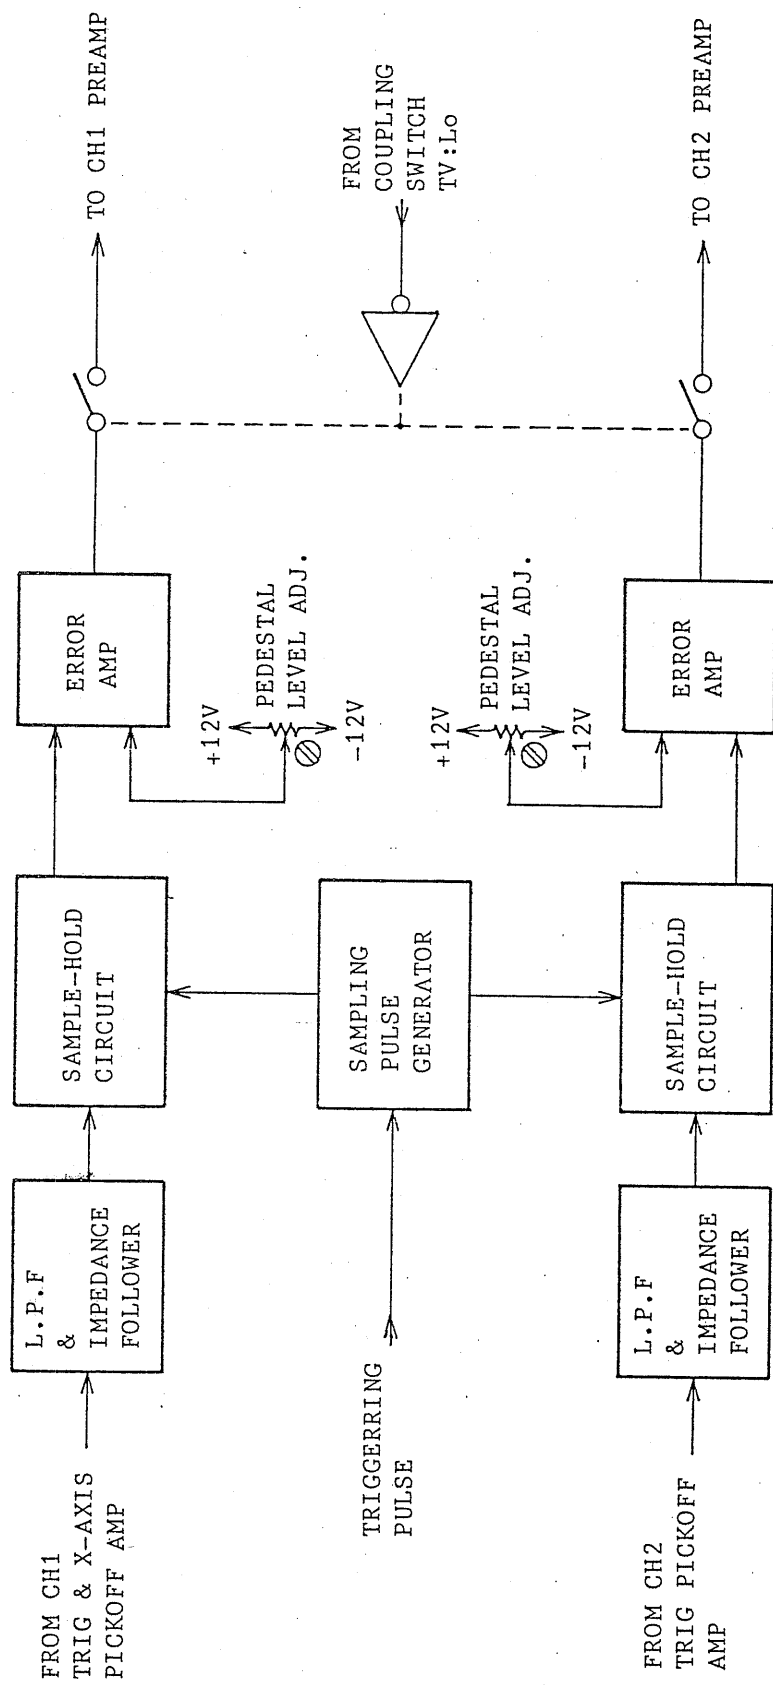 FROM CH1
TRIG & X-AXIS
PICKOFF AMP
L.P.F
&
IMPEDANCE
FOLLOWER
SAMPLE-HOLD
CIRCUIT
ERROR
AMP
TO CH1 PREAMP
+12V
PEDESTAL
LEVEL ADJ.
-12V
TRIGGERRING
PULSE
SAMPLING
PULSE
GENERATOR
FROM
COUPLING
SWITCH
TV:Lo
+12V
PEDESTAL
LEVEL ADJ.
-12V
FROM CH2
TRIG PICKOFF
AMP
L.P.F
&
IMPEDANCE
FOLLOWER
SAMPLE-HOLD
CIRCUIT
ERROR
AMP
TO CH2 PREAMP